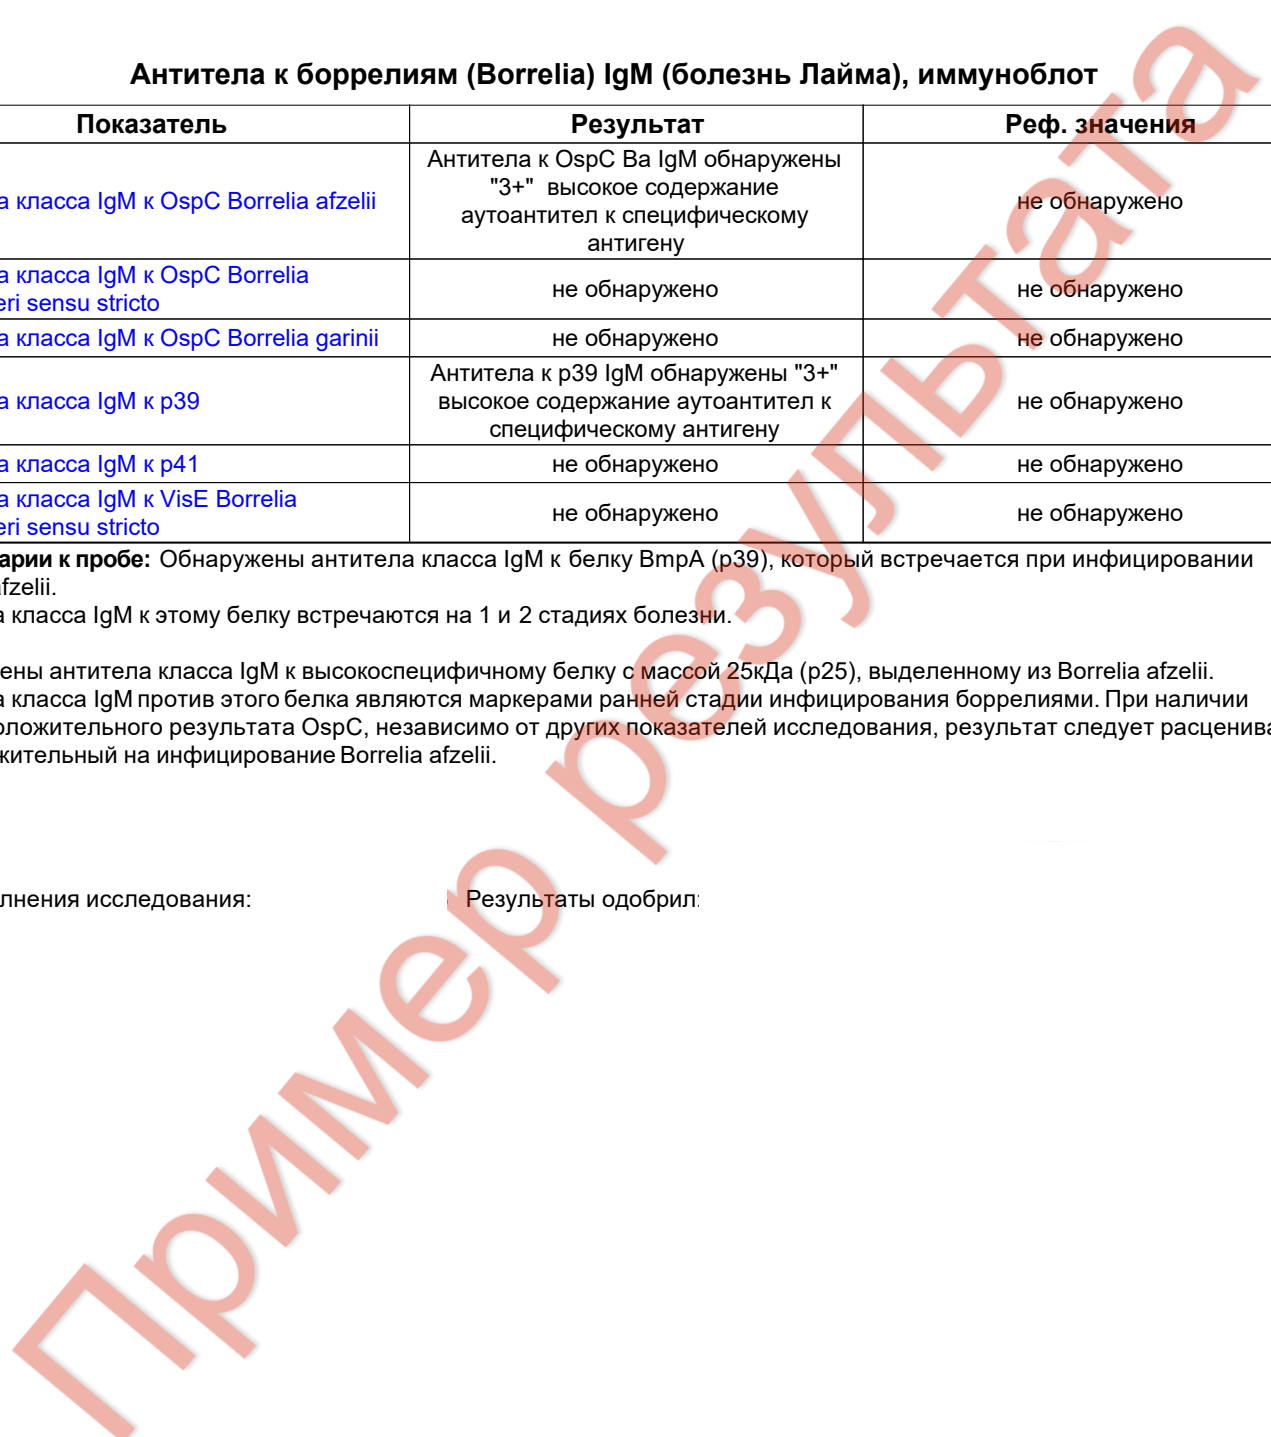 Антитела к боррелиям (Borrelia) IgM (болезнь Лайма), иммуноблот
Показатель Результат Реф. значения
а класса IgM к OspC Borrelia afzelii
Антитела к OspC Ba IgM обнаружены
"3+" высокое содержание
аутоантител к специфическому
антигену
не обнаружено
а класса IgM к OspC Borrelia
eri sensu stricto
не обнаружено
не обнаружено
а класса IgM к OspC Borrelia garinii не обнаружено не обнаружено
а класса IgM к p39
Антитела к p39 IgM обнаружены "3+"
высокое содержание аутоантител к
специфическому антигену
не обнаружено
а класса IgM к p41 не обнаружено не обнаружено
а класса IgM к VisE Borrelia
eri sensu stricto
не обнаружено
не обнаружено
арии к пробе: Обнаружены антитела класса IgM к белку BmpA (p39), который встречается при инфицировании
fzelii.
а класса IgM к этому белку встречаются на 1 и 2 стадиях болезни.
ены антитела класса IgM к высокоспецифичному белку с массой 25кДа (p25), выделенному из Borrelia afzelii.
а класса IgM против этого белка являются маркерами ранней стадии инфицирования боррелиями. При наличии
оложительного результата OspC, независимо от других показателей исследования, результат следует расценива
жительный на инфицирование Borrelia afzelii.
лнения исследования: Результаты одобрил:
Пример результата